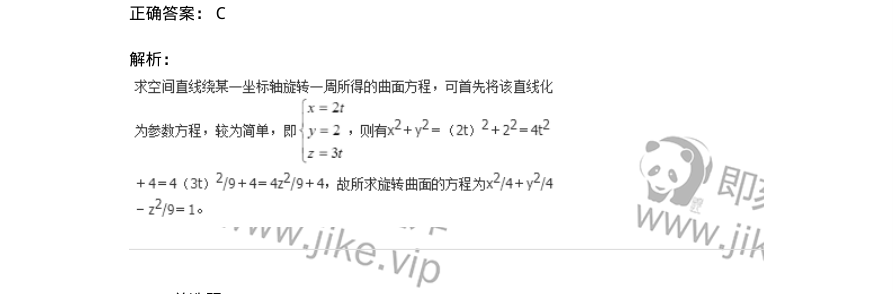 正确答案： C
解析：
求空间直线绕某一坐标轴旋转一周所得的曲面方程，可首先将该直线化
为参数方程，较为简单，即{x = 2t
y = 2
z = 3t，则有x²+y²=（2t）²+2²=4t²
+4=4（3t）²/9+4=4z²/9+4，故所求旋转曲面的方程为x²/4+y²/4
-z²/9=1。
www.jike.vip